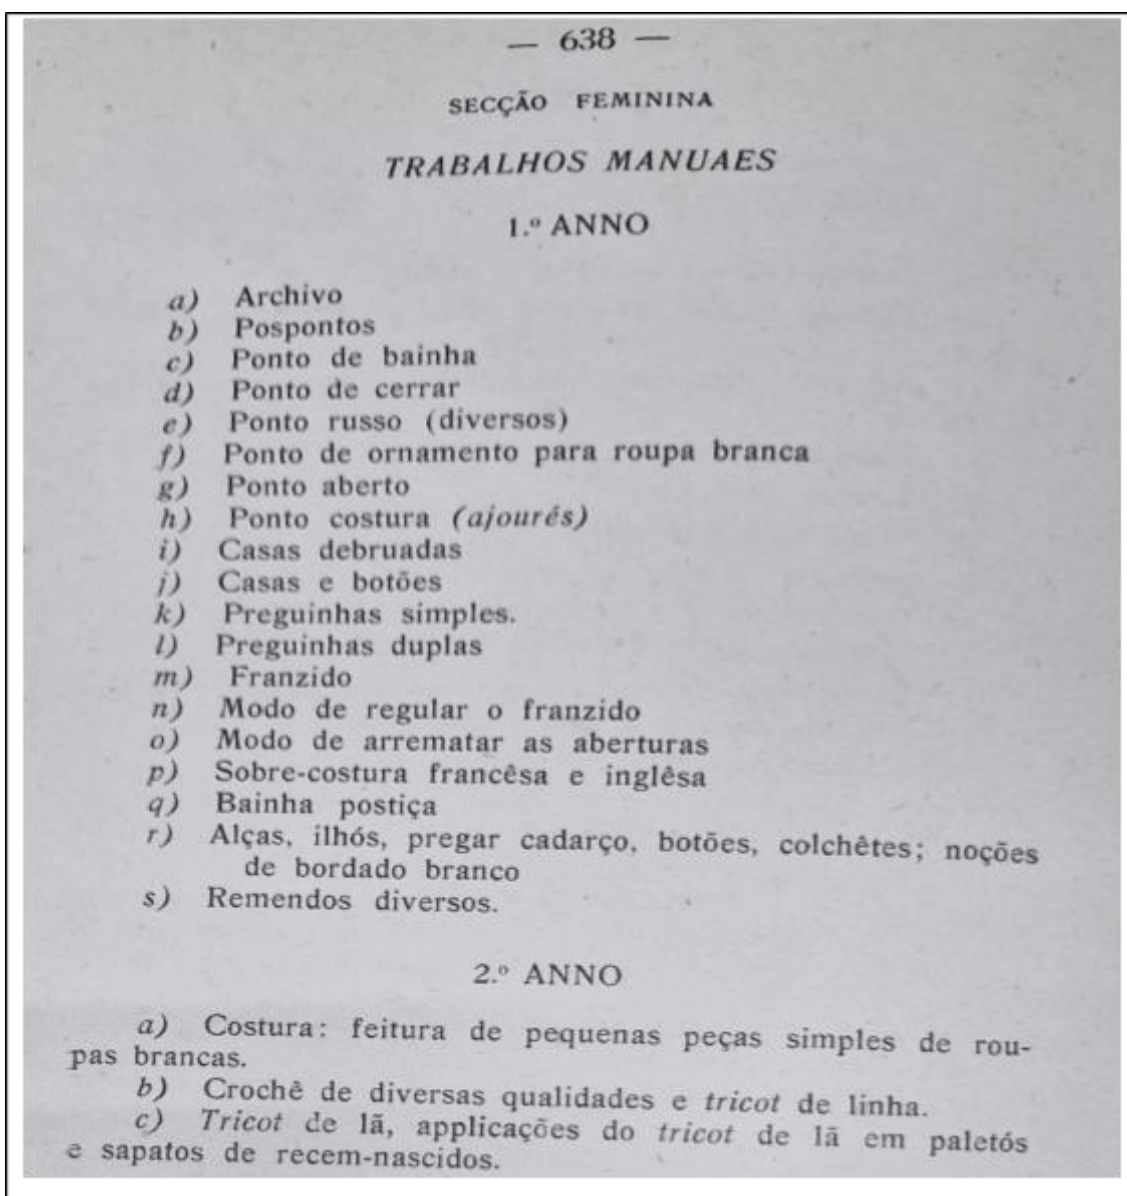 — 638 —
SECÇÃO FEMININA
TRABALHOS MANUAES
1.º ANNO
a) Archivo
b) Pospontos
c) Ponto de bainha
d) Ponto de cerrar
e) Ponto russo (diversos)
f) Ponto de ornamento para roupa branca
g) Ponto aberto
h) Ponto costura (ajourés)
i) Casas debruadas
j) Casas e botões
k) Preguinhas simples.
l) Preguinhas duplas
m) Franzido
n) Modo de regular o franzido
o) Modo de arrematar as aberturas
p) Sobre-costura francêsa e inglêsa
q) Bainha postiça
r) Alças, ilhós, pregar cadarço, botões, colchêtes; noções
de bordado branco
s) Remendos diversos.
2.º ANNO
a) Costura: feitura de pequenas peças simples de rou-
pas brancas.
b) Crochê de diversas qualidades e tricot de linha.
c) Tricot de lã, applicações do tricot de lã em paletós
e sapatos de recem-nascidos.